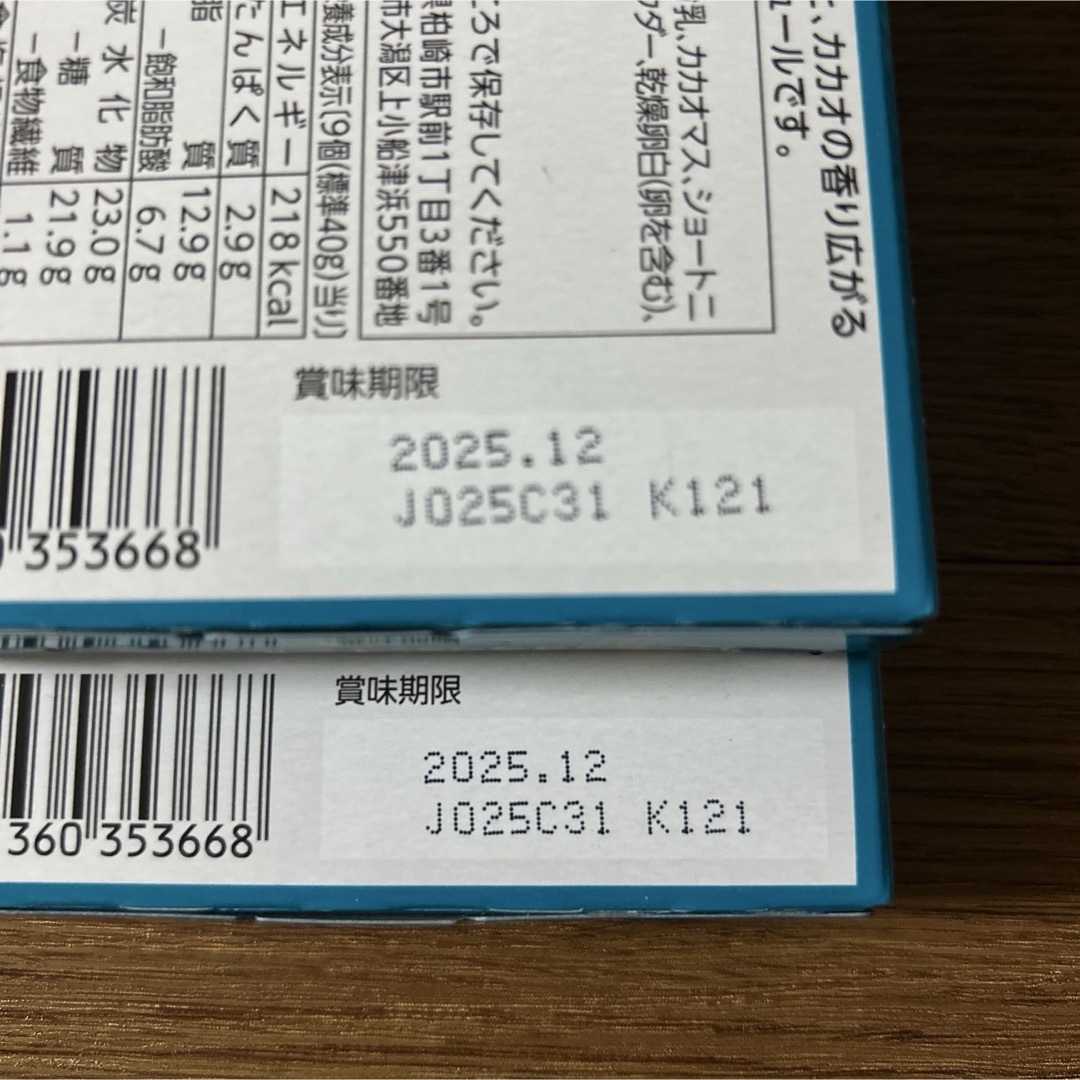 、カカオの香り広がる
ュールです。
乳、カカオマス、ショートニ
ウダー、乾燥卵白(卵を含む)、
ころで保存してください。
県柏崎市駅前1丁目3番1号
市大潟区上小船津浜550番地
養成分表示[9個(標準40g)当り]
エネルギー 218kcal
たんぱく質 2.9g
脂 質 12.9g
-飽和脂肪酸 6.7g
炭水化物 23.0g
-糖 質 21.9g
-食物繊維 1.1g
賞味期限
2025.12
J025C31 K121
353668
賞味期限
2025.12
J025C31 K121
360 353668